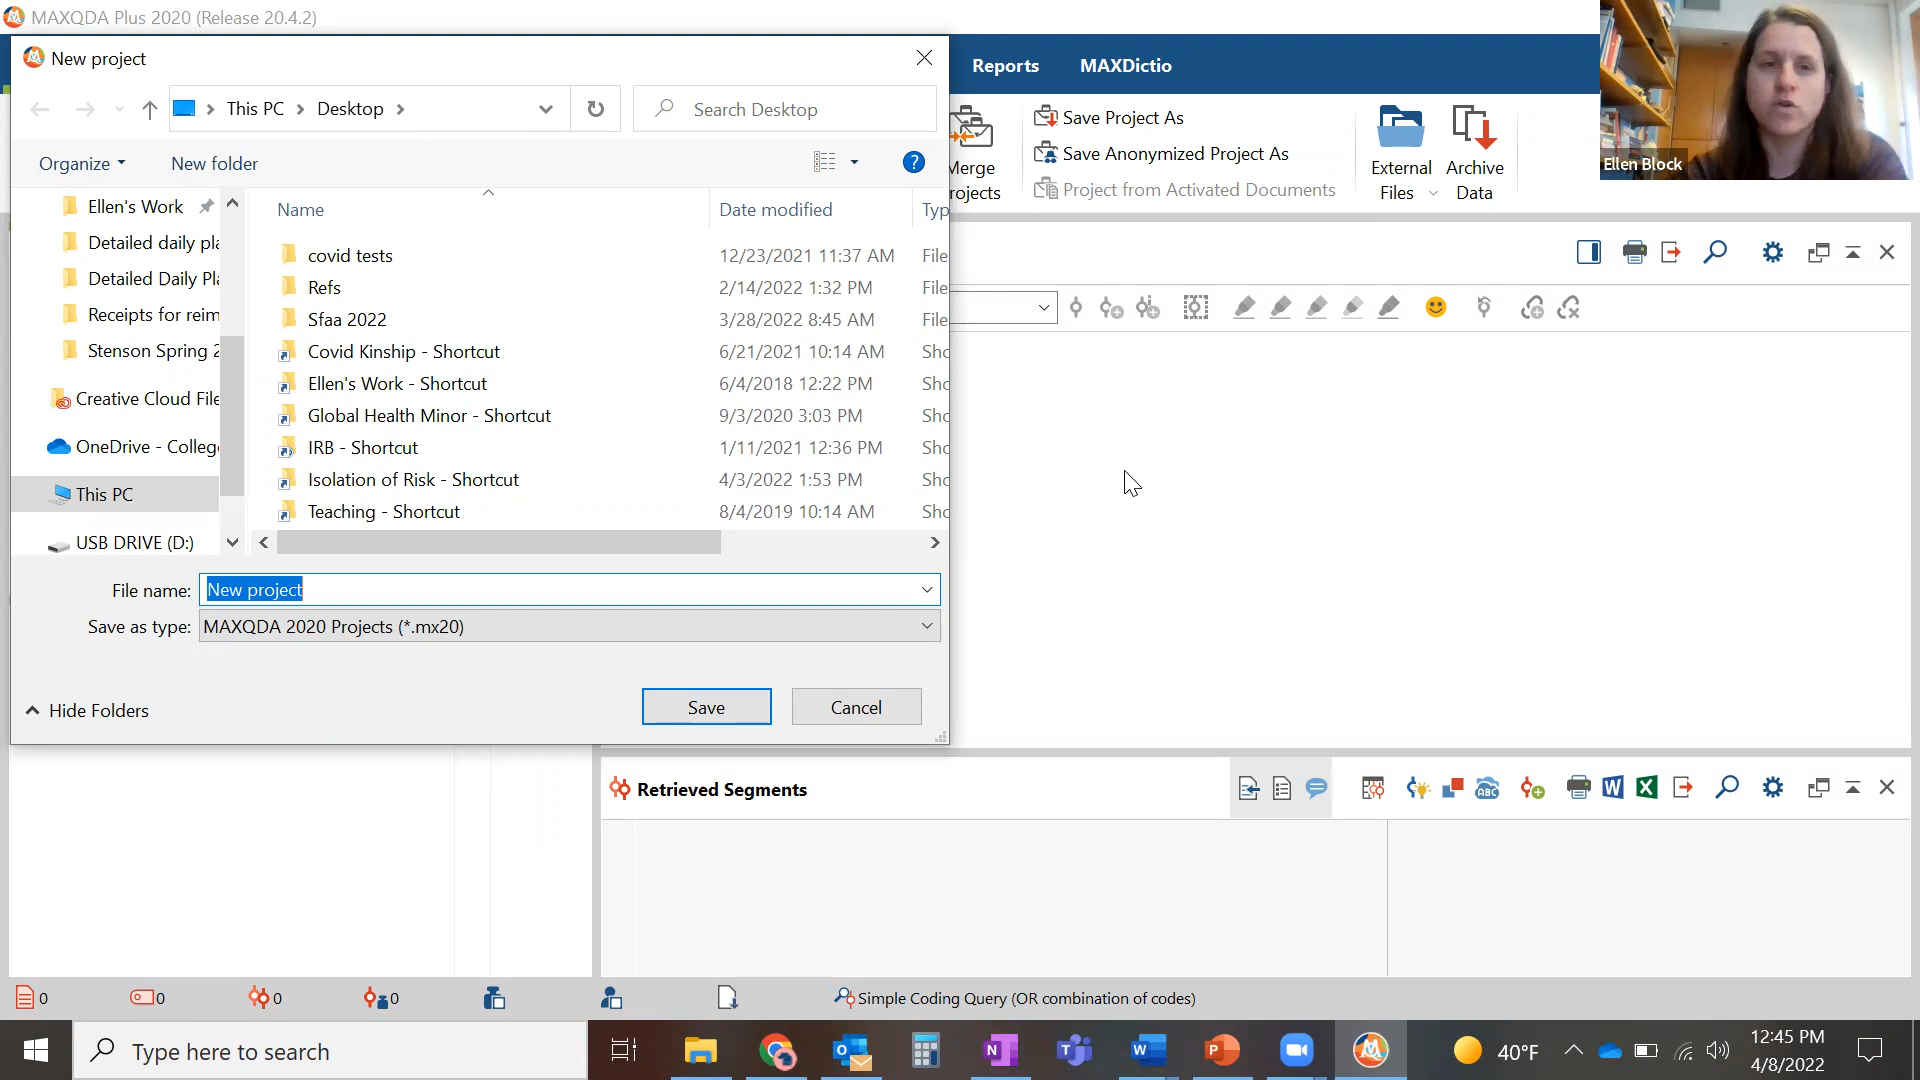 MAXQDA Plus 2020 (Release 20.4.2)
New project
This PC
Desktop
Search Desktop
Organize
New folder
Ellen's Work
Detailed daily pla
Detailed Daily Pla
Receipts for reim
Stenson Spring 2
Creative Cloud File
OneDrive - Colleg
This PC
USB DRIVE (D:)
Name Date modified Typ
covid tests 12/23/2021 11:37 AM File
Refs 2/14/2022 1:32 PM File
Sfaa 2022 3/28/2022 8:45 AM File
Covid Kinship - Shortcut 6/21/2021 10:14 AM Sho
Ellen's Work - Shortcut 6/4/2018 12:22 PM Sho
Global Health Minor - Shortcut 9/3/2020 3:03 PM Sho
IRB - Shortcut 1/11/2021 12:36 PM Sho
Isolation of Risk - Shortcut 4/3/2022 1:53 PM Sho
Teaching - Shortcut 8/4/2019 10:14 AM Sho
File name: New project
Save as type: MAXQDA 2020 Projects (*.mx20)
Hide Folders
Save
Cancel
Reports
MAXDictio
Merge
rojects
Save Project As
Save Anonymized Project As
Project from Activated Documents
External
Files
Archive
Data
Ellen Block
Retrieved Segments
ABC
0
0
0
0
Simple Coding Query (OR combination of codes)
Type here to search
40°F
12:45 PM
4/8/2022